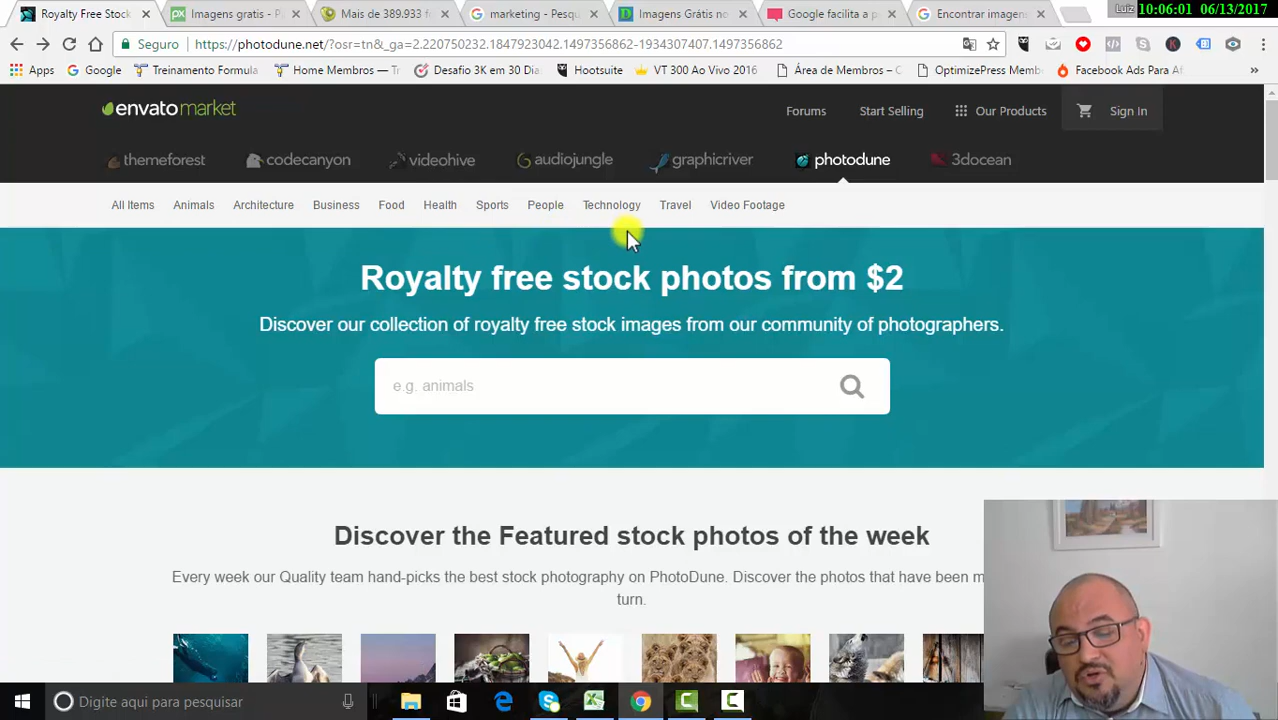 Royalty Free Stock
Imagens gratis - P
Mais de 389.933 f
marketing - Pesqu
Imagens Grátis no
Google facilita a p
Encontrar imagens
Luiz 10:06:01 06/13/2017
Seguro https://photodune.net/?osr=tn&_ga=2.220750232.1847923042.1497356862-1934307407.1497356862
Apps Google Treinamento Formula Home Membros — Tr Desafio 3K em 30 Dia Hootsuite VT 300 Ao Vivo 2016 Área de Membros – C OptimizePress Memb Facebook Ads Para Af »
envatomarket
Forums Start Selling Our Products Sign In
themeforest codecanyon videohive audiojungle graphicriver photodune 3docean
All Items Animals Architecture Business Food Health Sports People Technology Travel Video Footage
Royalty free stock photos from $2
Discover our collection of royalty free stock images from our community of photographers.
e.g. animals
Discover the Featured stock photos of the week
Every week our Quality team hand-picks the best stock photography on PhotoDune. Discover the photos that have been m
turn.
Digite aqui para pesquisar